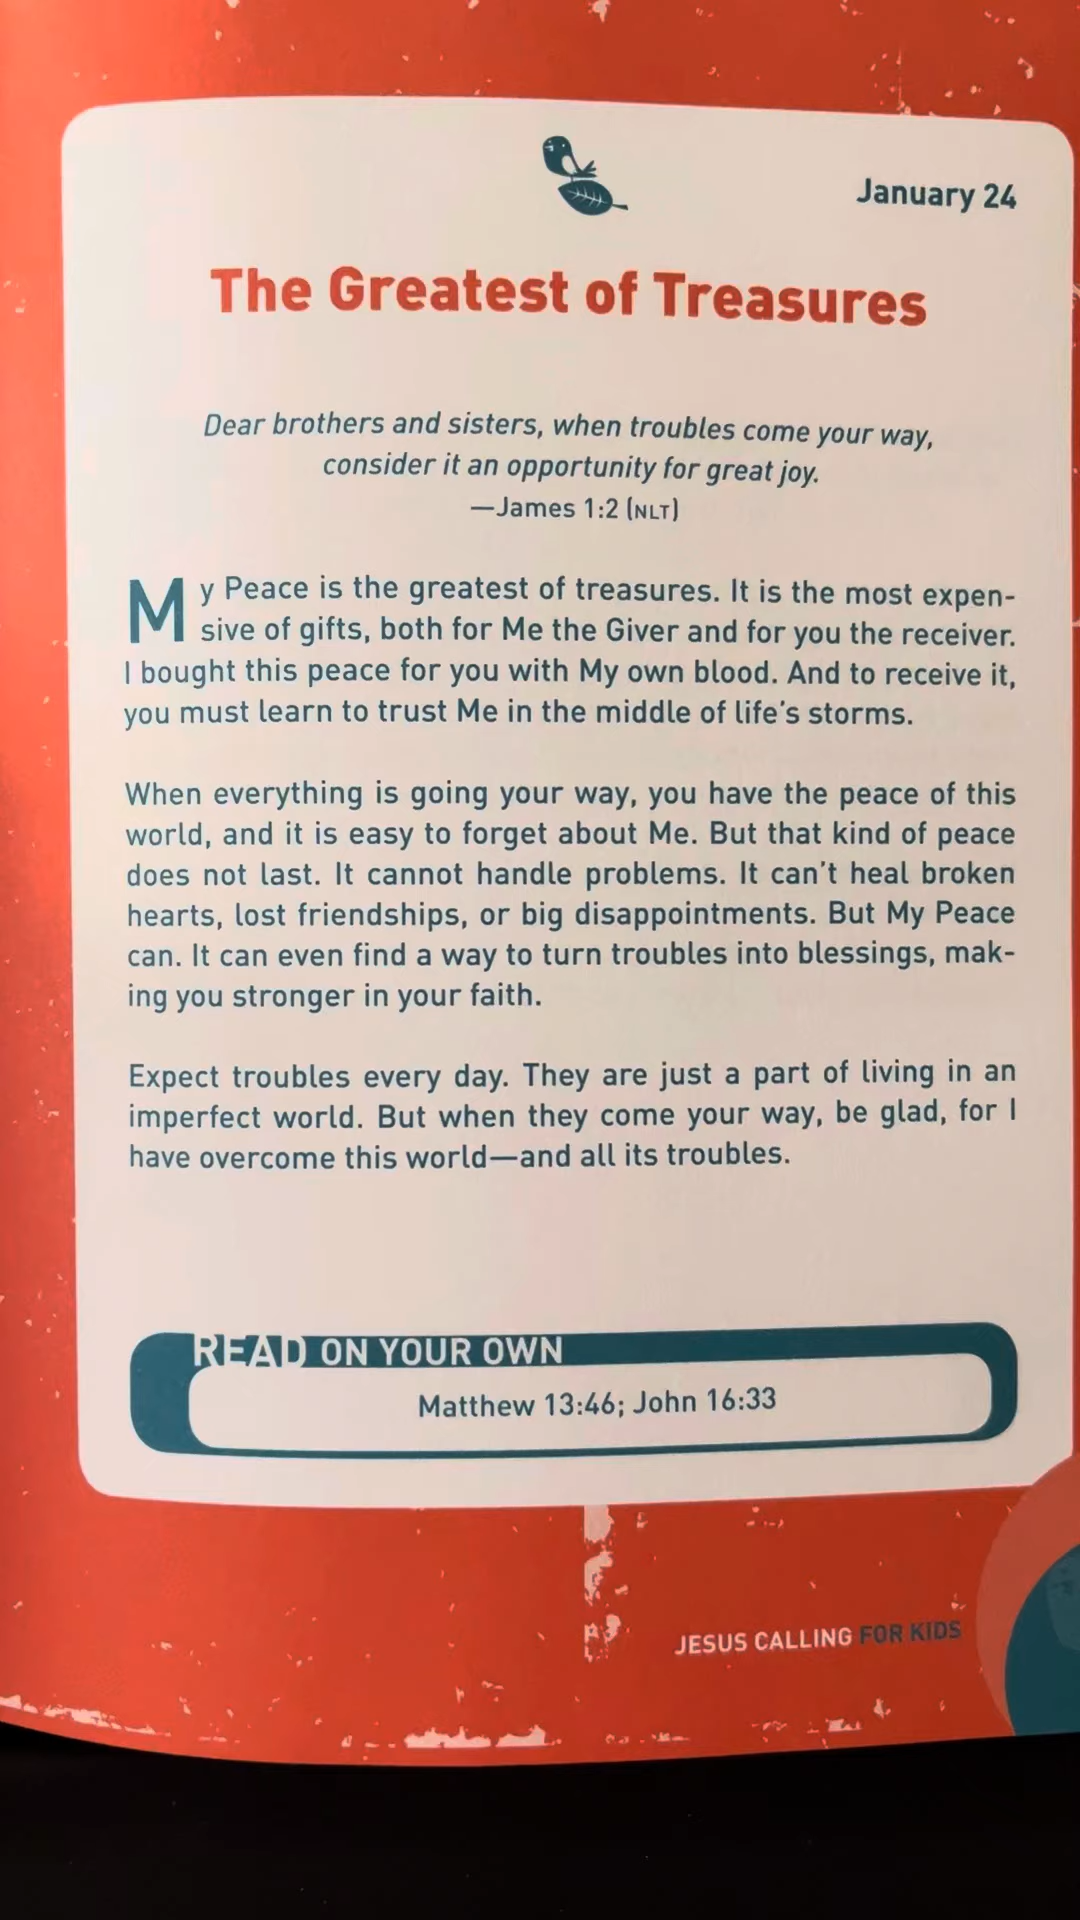 January 24
The Greatest of Treasures
Dear brothers and sisters, when troubles come your way,
consider it an opportunity for great joy.
—James 1:2 (NLT)
My Peace is the greatest of treasures. It is the most expen-
sive of gifts, both for Me the Giver and for you the receiver.
I bought this peace for you with My own blood. And to receive it,
you must learn to trust Me in the middle of life's storms.
When everything is going your way, you have the peace of this
world, and it is easy to forget about Me. But that kind of peace
does not last. It cannot handle problems. It can't heal broken
hearts, lost friendships, or big disappointments. But My Peace
can. It can even find a way to turn troubles into blessings, mak-
ing you stronger in your faith.
Expect troubles every day. They are just a part of living in an
imperfect world. But when they come your way, be glad, for I
have overcome this world—and all its troubles.
READ ON YOUR OWN
Matthew 13:46; John 16:33
JESUS CALLING FOR KIDS